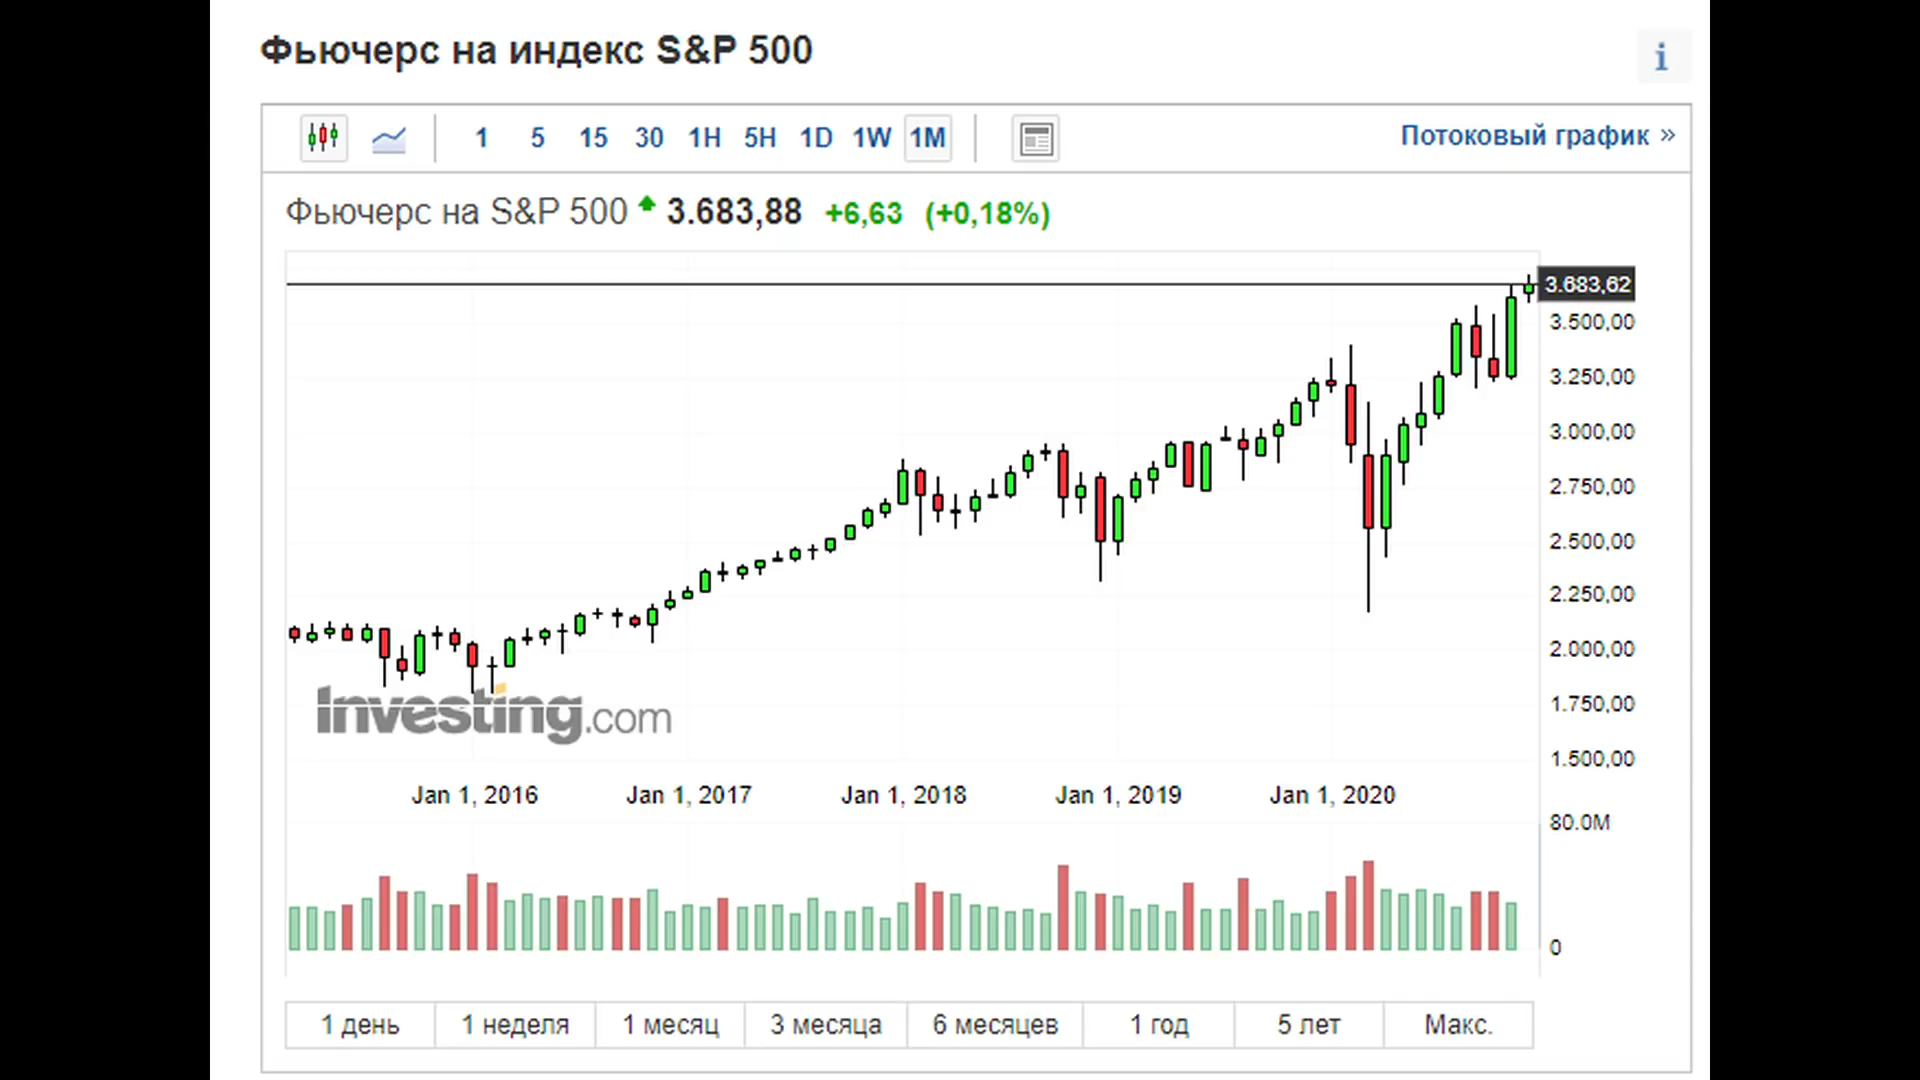 Фьючерс на индекс S&P 500
i
1 5 15 30 1H 5H 1D 1W 1M
Потоковый график »
Фьючерс на S&P 500 3.683,88 +6,63 (+0,18%)
3.683,62
3.500,00
3.250,00
3.000,00
2.750,00
2.500,00
2.250,00
2.000,00
1.750,00
1.500,00
Investing.com
Jan 1, 2016 Jan 1, 2017 Jan 1, 2018 Jan 1, 2019 Jan 1, 2020
80.0M
0
1 день 1 неделя 1 месяц 3 месяца 6 месяцев 1 год 5 лет Макс.